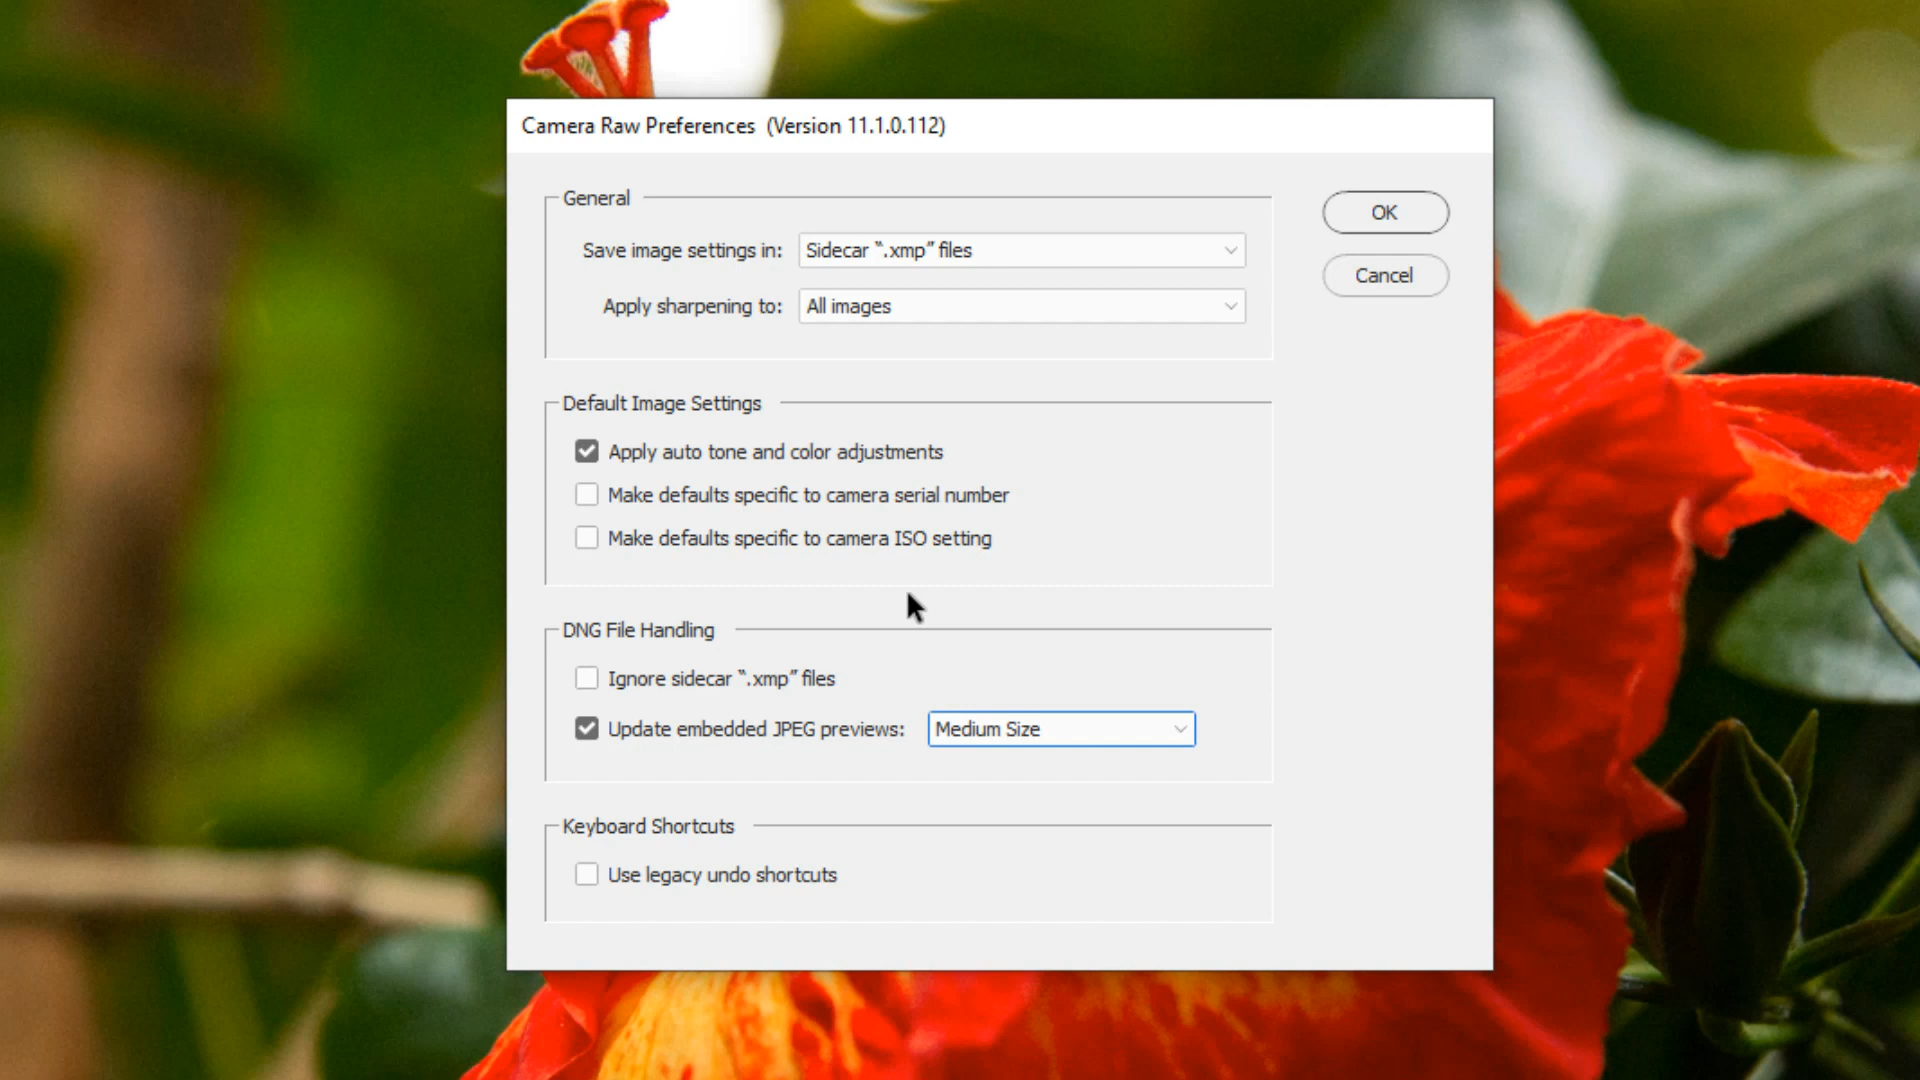 Camera Raw Preferences (Version 11.1.0.112)
General
Save image settings in: Sidecar “.xmp” files
Apply sharpening to: All images
OK
Cancel
Default Image Settings
Apply auto tone and color adjustments
Make defaults specific to camera serial number
Make defaults specific to camera ISO setting
DNG File Handling
Ignore sidecar “.xmp” files
Update embedded JPEG previews: Medium Size
Keyboard Shortcuts
Use legacy undo shortcuts